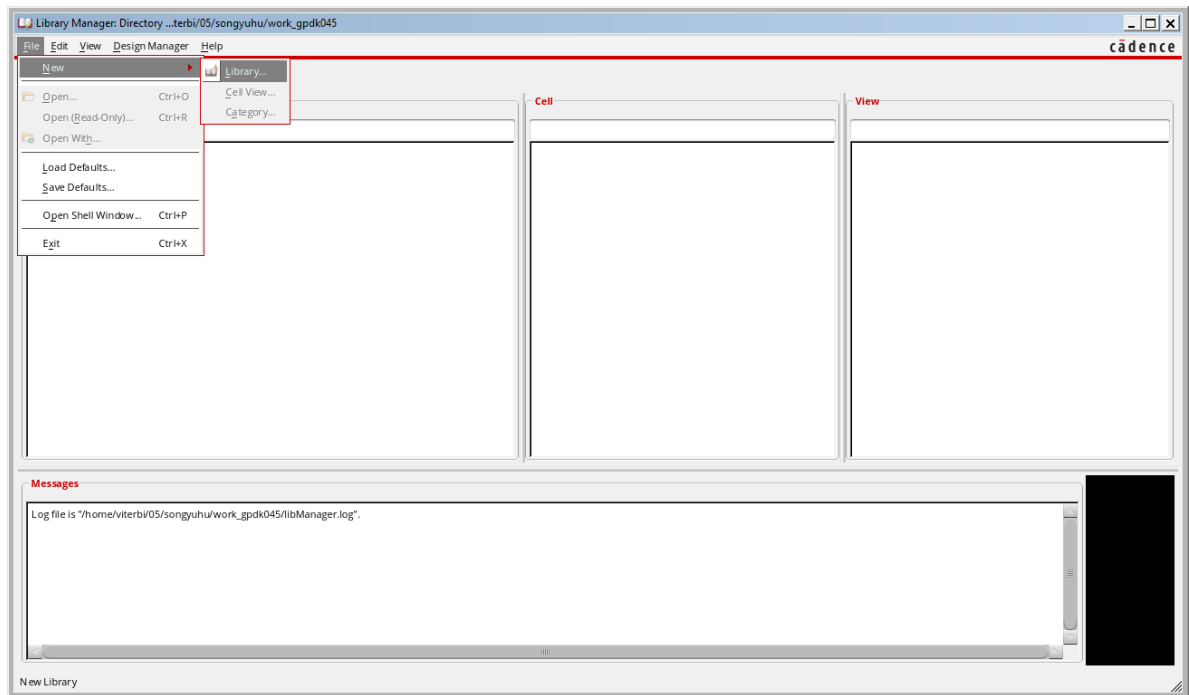 Library Manager: Directory ...terbi/05/songyuhu/work_gpdk045
File Edit View Design Manager Help
cādence
New
Library...
Open... Ctrl+O
Cell View...
Open (Read-Only)... Ctrl+R
Category...
Open With...
Load Defaults...
Save Defaults...
Open Shell Window... Ctrl+P
Exit Ctrl+X
Cell
View
Messages
Log file is "/home/viterbi/05/songyuhu/work_gpdk045/libManager.log".
New Library